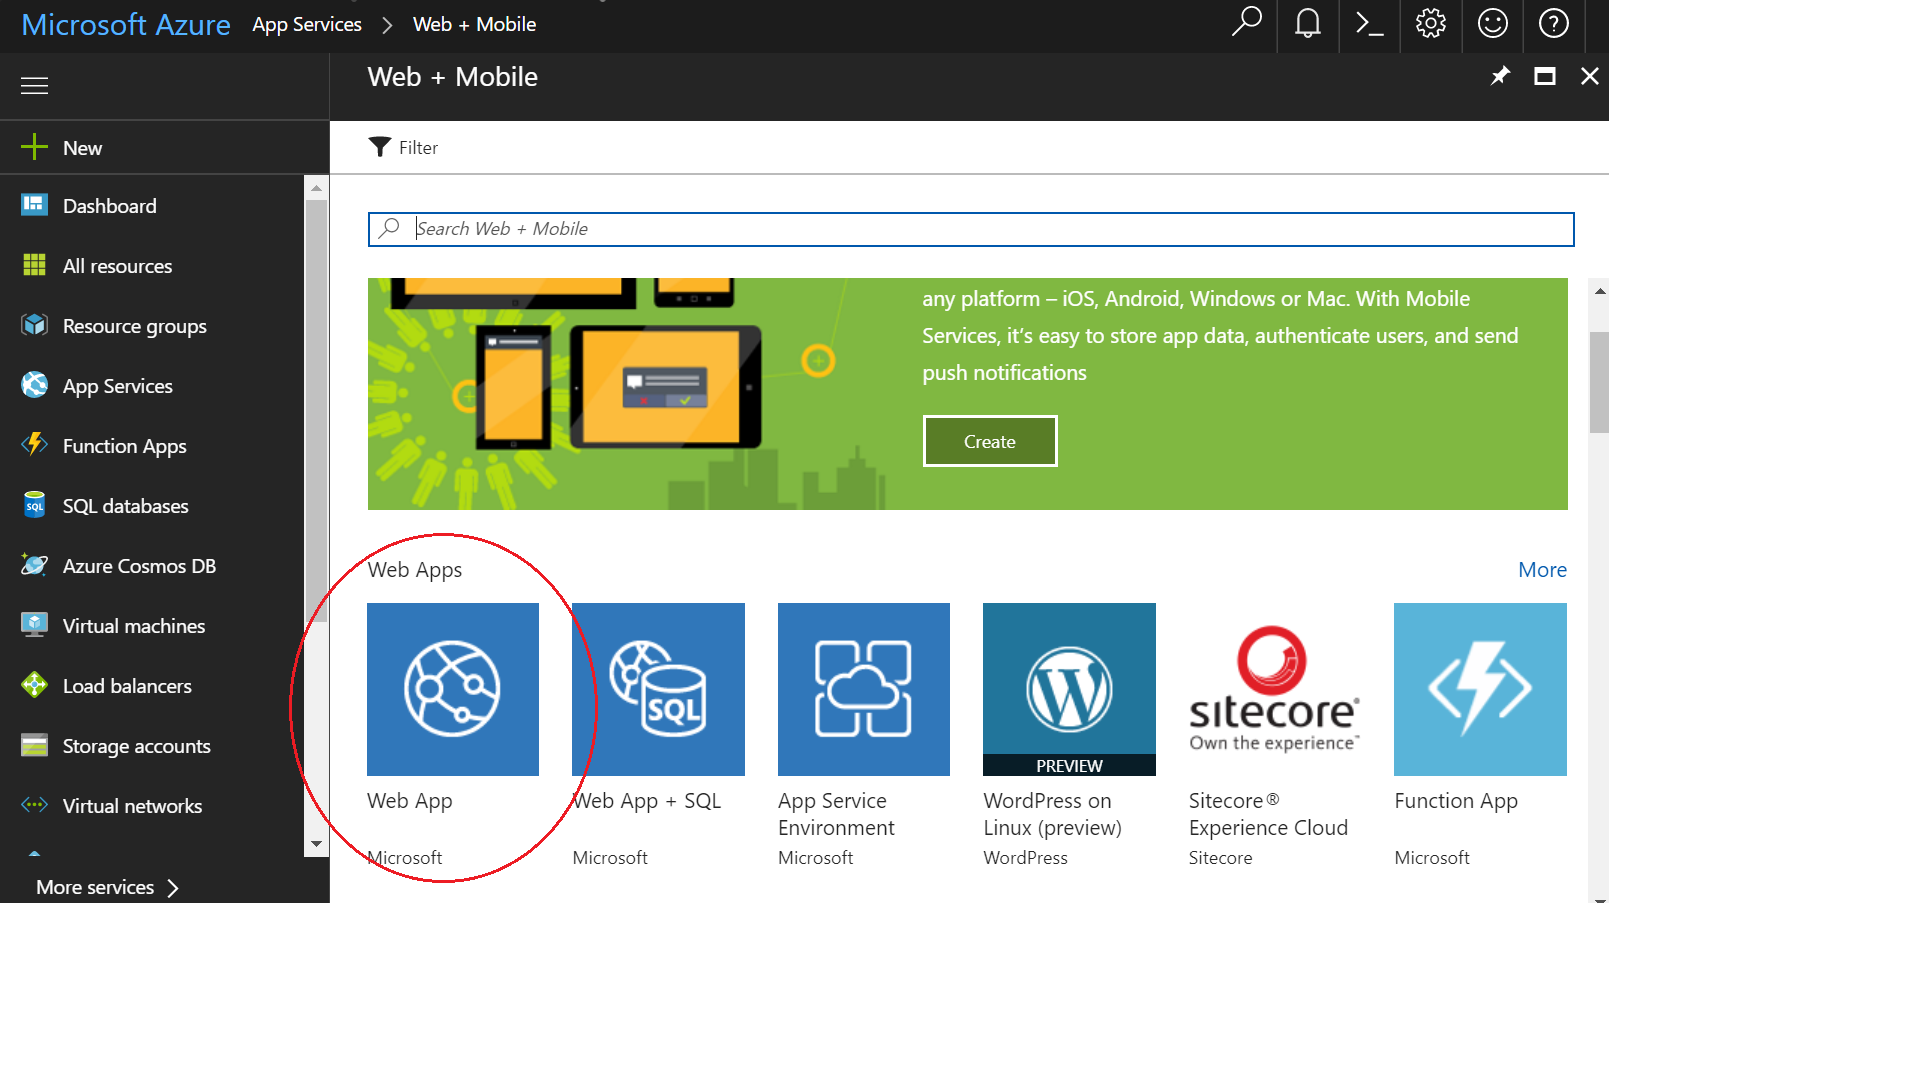 Microsoft Azure App Services Web + Mobile
Web + Mobile
New
Filter
Dashboard
All resources
Resource groups
App Services
Function Apps
SQL databases
SQL
Azure Cosmos DB
Virtual machines
Load balancers
Storage accounts
Virtual networks
More services
Search Web + Mobile
any platform – iOS, Android, Windows or Mac. With Mobile
Services, it's easy to store app data, authenticate users, and send
push notifications
Create
Web Apps
More
SQL
PREVIEW
sitecore
Own the experience™
Web App
Microsoft
Web App + SQL
Microsoft
App Service
Environment
Microsoft
WordPress on
Linux (preview)
WordPress
Sitecore®
Experience Cloud
Sitecore
Function App
Microsoft